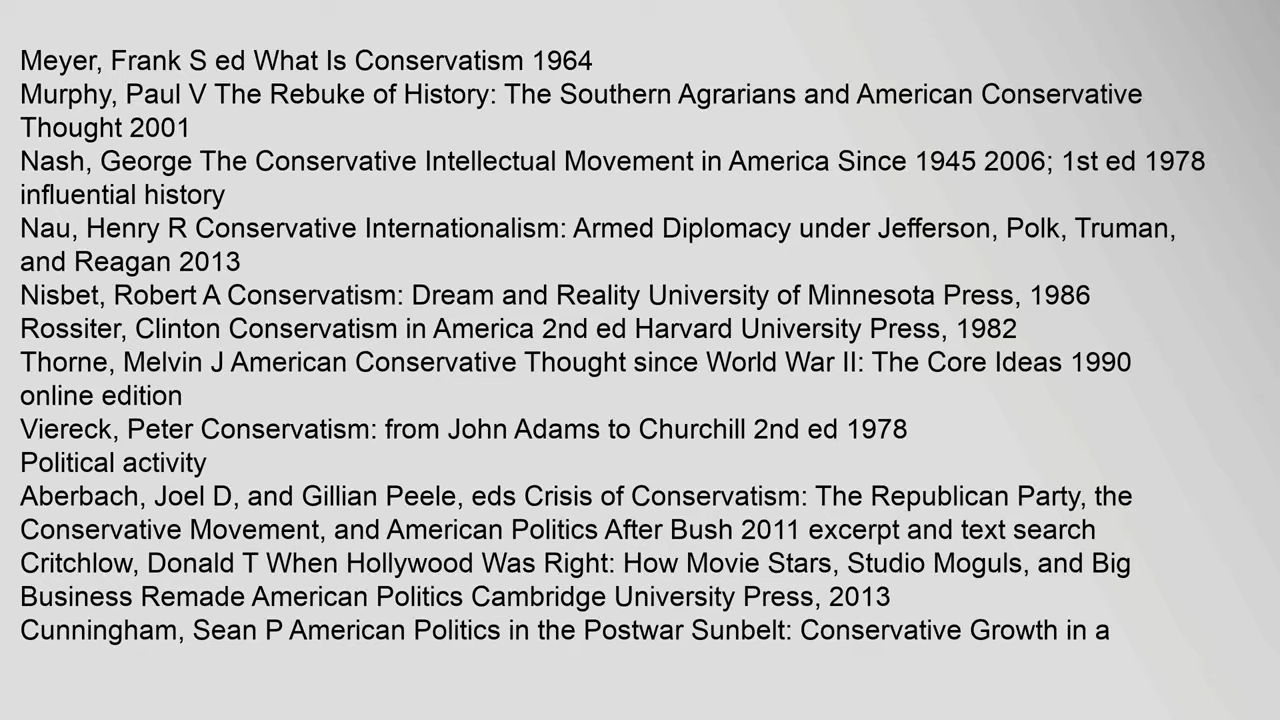 Meyer, Frank S ed What Is Conservatism 1964
Murphy, Paul V The Rebuke of History: The Southern Agrarians and American Conservative
Thought 2001
Nash, George The Conservative Intellectual Movement in America Since 1945 2006; 1st ed 1978
influential history
Nau, Henry R Conservative Internationalism: Armed Diplomacy under Jefferson, Polk, Truman,
and Reagan 2013
Nisbet, Robert A Conservatism: Dream and Reality University of Minnesota Press, 1986
Rossiter, Clinton Conservatism in America 2nd ed Harvard University Press, 1982
Thorne, Melvin J American Conservative Thought since World War II: The Core Ideas 1990
online edition
Viereck, Peter Conservatism: from John Adams to Churchill 2nd ed 1978
Political activity
Aberbach, Joel D, and Gillian Peele, eds Crisis of Conservatism: The Republican Party, the
Conservative Movement, and American Politics After Bush 2011 excerpt and text search
Critchlow, Donald T When Hollywood Was Right: How Movie Stars, Studio Moguls, and Big
Business Remade American Politics Cambridge University Press, 2013
Cunningham, Sean P American Politics in the Postwar Sunbelt: Conservative Growth in a